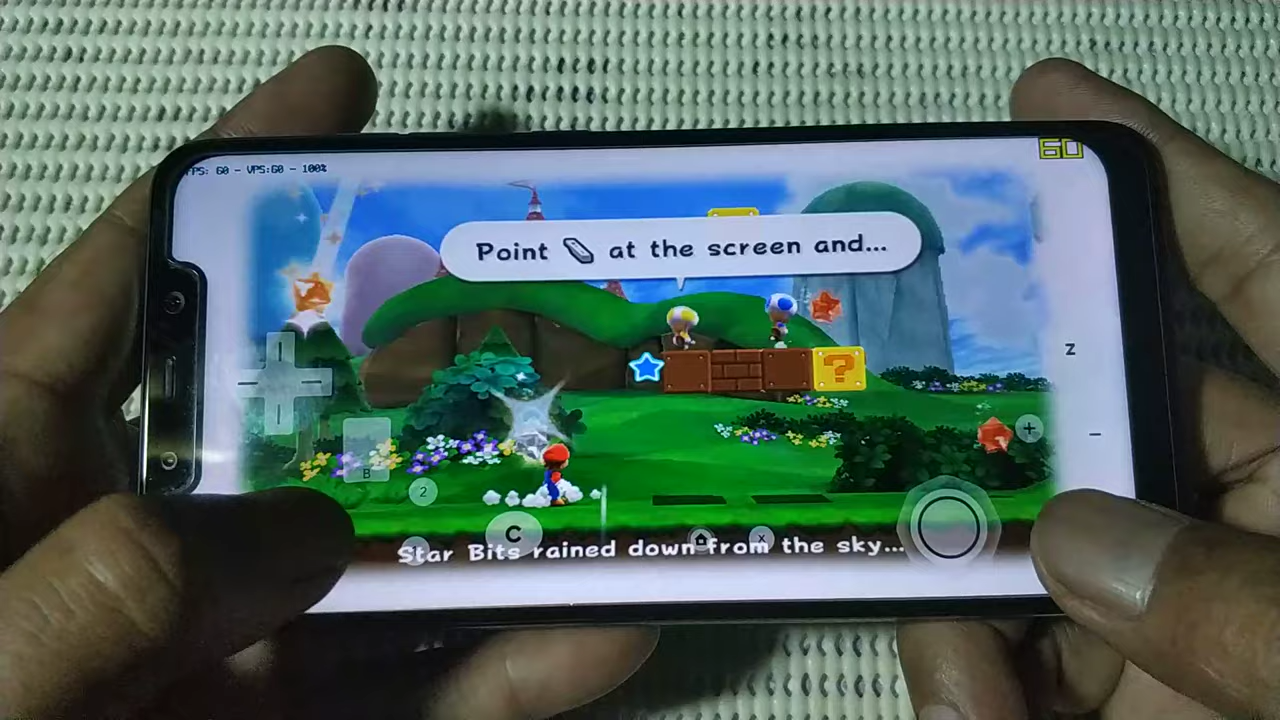 FPS: 60 - VPS:60 - 100%
60
Point at the screen and...
?
Z
-
+
B
2
C
X
Star Bits rained down from the sky...